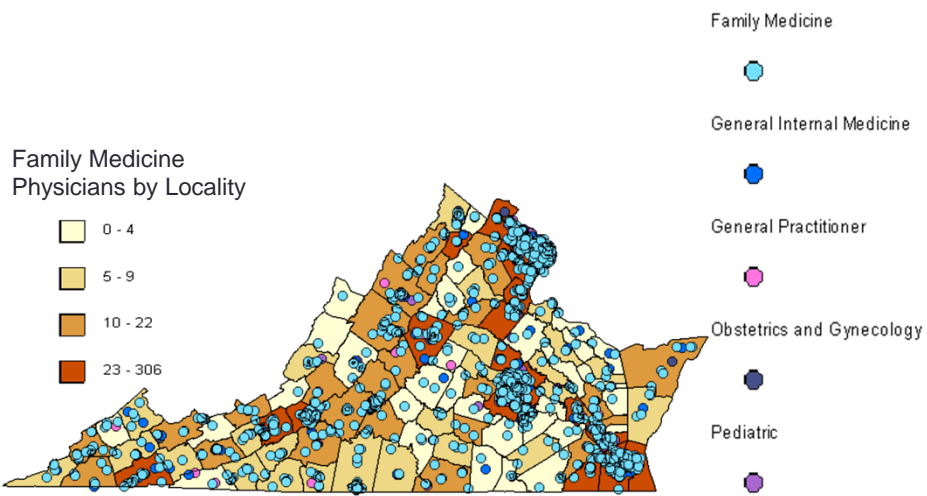 Family Medicine
General Internal Medicine
Family Medicine
Physicians by Locality
0 - 4
General Practitioner
5 - 9
10 - 22
Obstetrics and Gynecology
23 - 306
Pediatric